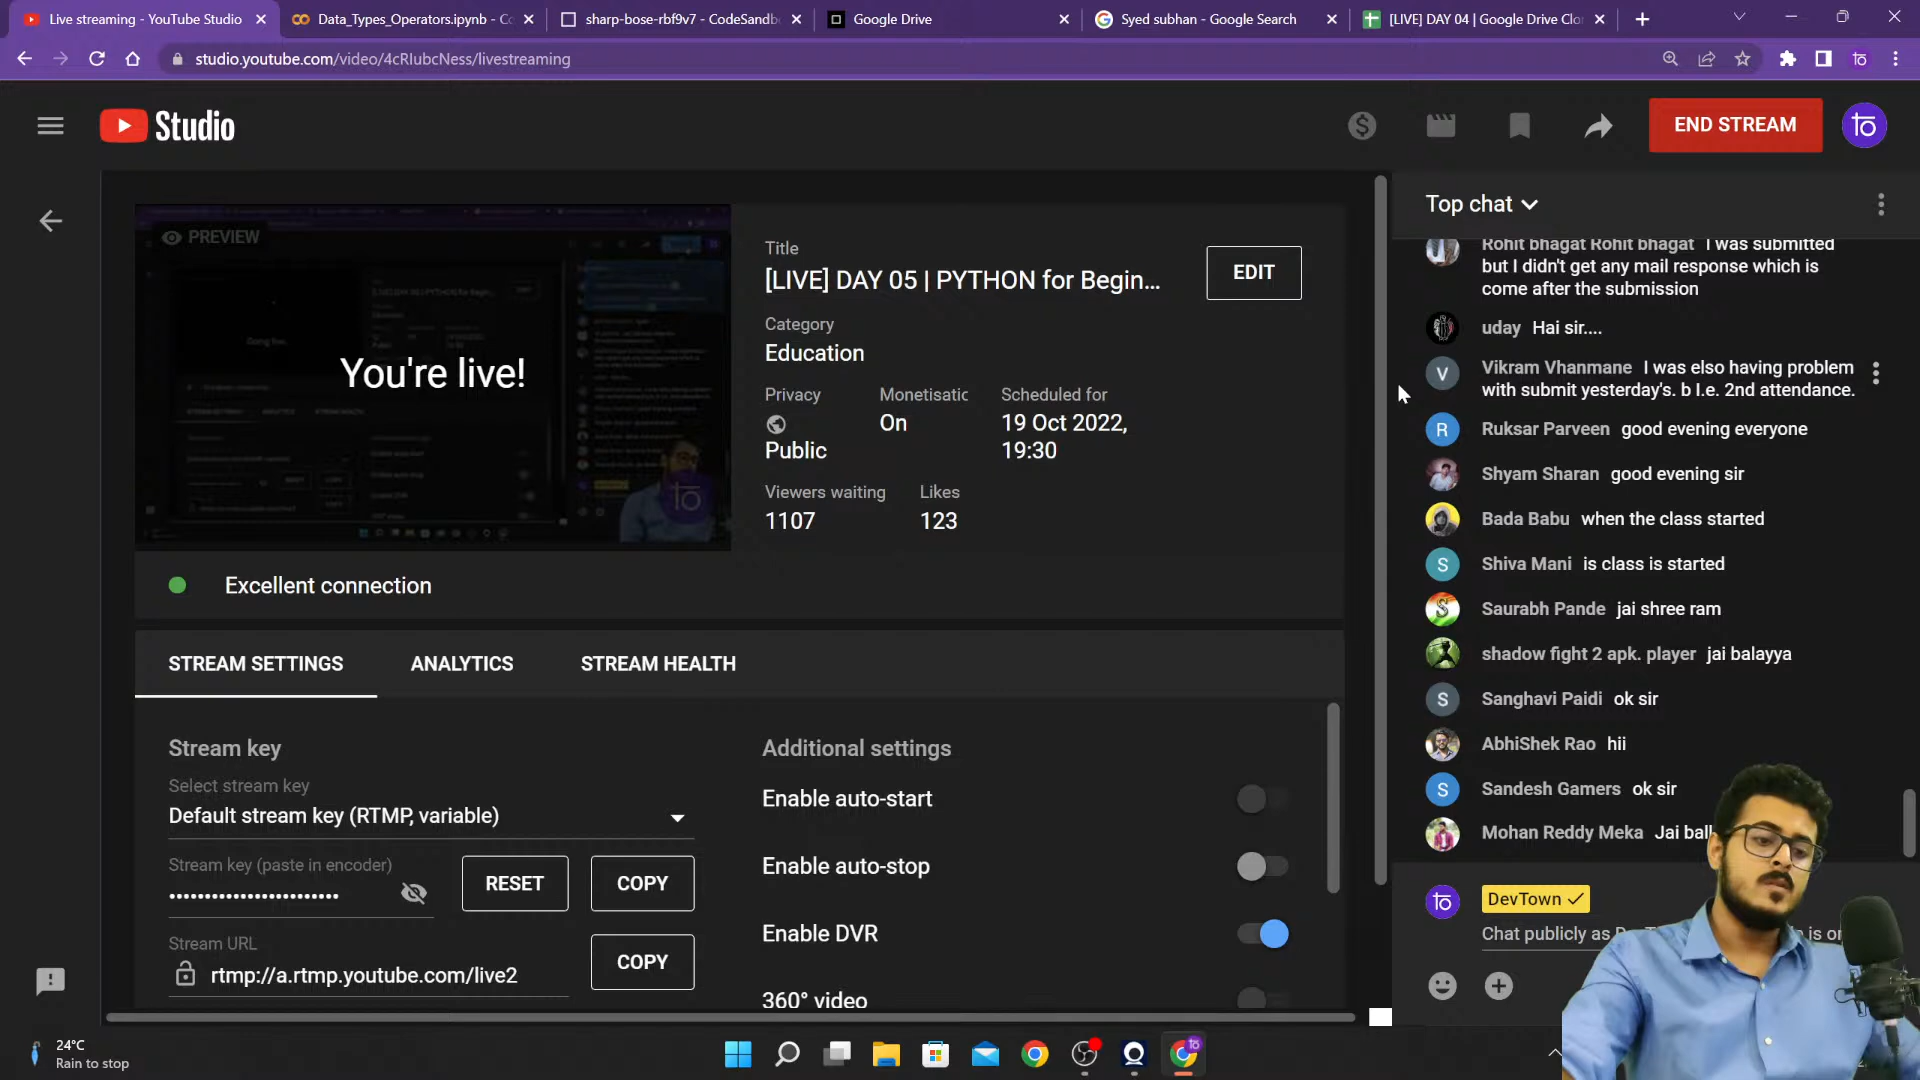 Live streaming - YouTube Studio
Data_Types_Operators.ipynb - Co
sharp-bose-rbf9v7 - CodeSandb
Google Drive
Syed subhan - Google Search
[LIVE] DAY 04 | Google Drive Clo
studio.youtube.com/video/4cRIubcNess/livestreaming
Studio
END STREAM
Top chat
PREVIEW
You're live!
Title
[LIVE] DAY 05 | PYTHON for Begin...
EDIT
Category
Education
Privacy
Monetisatic
Scheduled for
Public
On
19 Oct 2022,
19:30
Viewers waiting
Likes
1107
123
Excellent connection
STREAM SETTINGS
ANALYTICS
STREAM HEALTH
Stream key
Select stream key
Default stream key (RTMP, variable)
Stream key (paste in encoder)
RESET
COPY
Stream URL
rtmp://a.rtmp.youtube.com/live2
COPY
Additional settings
Enable auto-start
Enable auto-stop
Enable DVR
360° video
Rohit bhagat Rohit bhagat I was submitted
but I didn't get any mail response which is
come after the submission
uday Hai sir....
Vikram Vhanmane I was elso having problem
with submit yesterday's. b I.e. 2nd attendance.
Ruksar Parveen good evening everyone
Shyam Sharan good evening sir
Bada Babu when the class started
Shiva Mani is class is started
Saurabh Pande jai shree ram
shadow fight 2 apk. player jai balayya
Sanghavi Paidi ok sir
AbhiShek Rao hii
Sandesh Gamers ok sir
Mohan Reddy Meka Jai
DevTown
Chat publicly as
24°C
Rain to stop